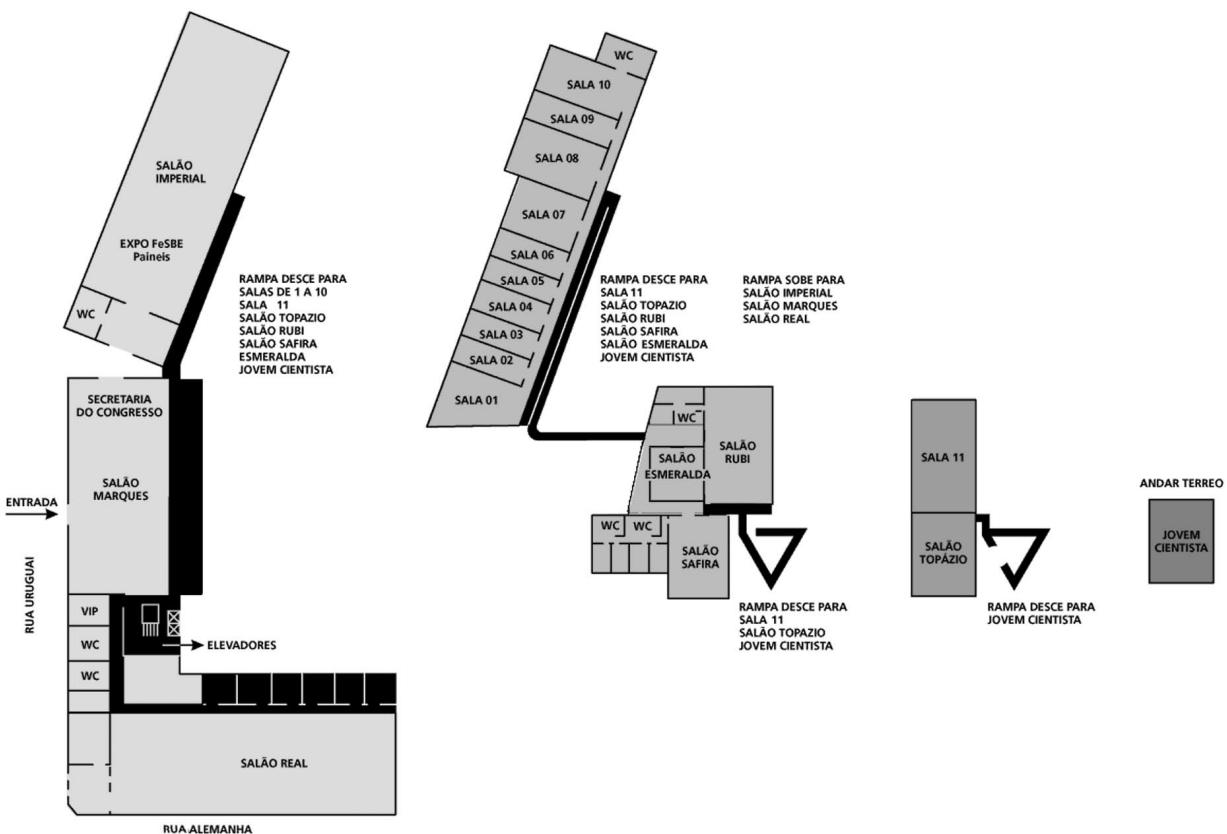 SALÃO
IMPERIAL
EXPO FeSBE
Paineis
WC
RAMPA DESCE PARA
SALAS DE 1 A 10
SALA 11
SALÃO TOPAZIO
SALÃO RUBI
SALÃO SAFIRA
ESMERALDA
JOVEM CIENTISTA
SECRETARIA
DO CONGRESSO
SALÃO
MARQUES
ENTRADA
RUA URUGUAI
VIP
WC
WC
ELEVADORES
SALÃO REAL
RUA ALEMANHA
WC
SALA 10
SALA 09
SALA 08
SALA 07
SALA 06
SALA 05
SALA 04
SALA 03
SALA 02
SALA 01
RAMPA DESCE PARA
SALA 11
SALÃO TOPAZIO
SALÃO RUBI
SALÃO SAFIRA
SALÃO ESMERALDA
JOVEM CIENTISTA
RAMPA SOBE PARA
SALÃO IMPERIAL
SALÃO MARQUES
SALÃO REAL
WC
SALÃO
ESMERALDA
SALÃO
RUBI
WC
WC
SALÃO
SAFIRA
RAMPA DESCE PARA
SALA 11
SALÃO TOPAZIO
JOVEM CIENTISTA
SALA 11
SALÃO
TOPÁZIO
RAMPA DESCE PARA
JOVEM CIENTISTA
ANDAR TERREO
JOVEM
CIENTISTA